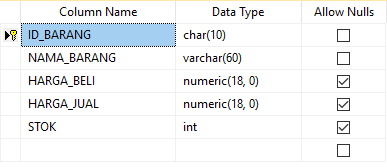 Column Name Data Type Allow Nulls
ID_BARANG char(10)
NAMA_BARANG varchar(60)
HARGA_BELI numeric(18, 0)
HARGA_JUAL numeric(18, 0)
STOK int